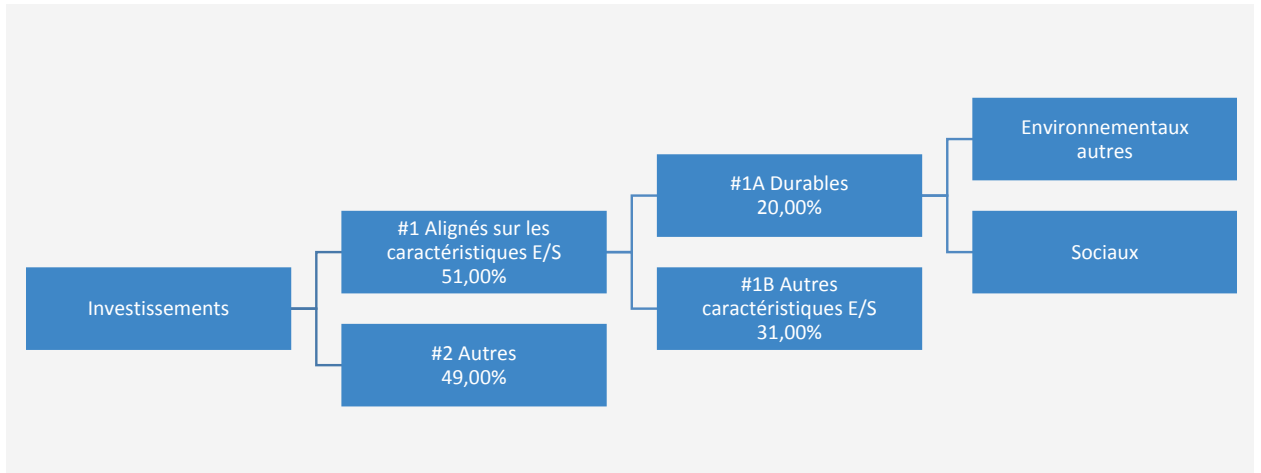 Investissements
#1 Alignés sur les
caractéristiques E/S
51,00%
#2 Autres
49,00%
#1A Durables
20,00%
#1B Autres
caractéristiques E/S
31,00%
Environnementaux
autres
Sociaux